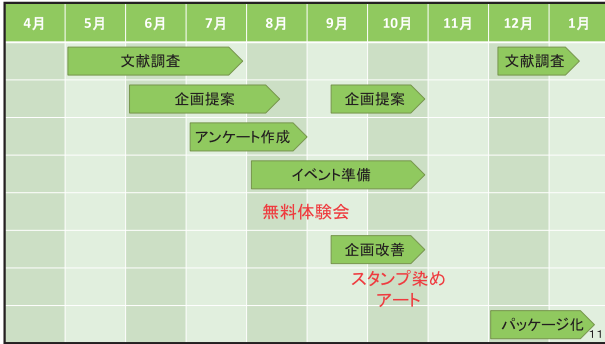 4月 5月 6月 7月 8月 9月 10月 11月 12月 1月
文献調査 文献調査
企画提案 企画提案
アンケート作成
イベント準備
無料体験会
企画改善
スタンプ染め
アート
パッケージ化
11